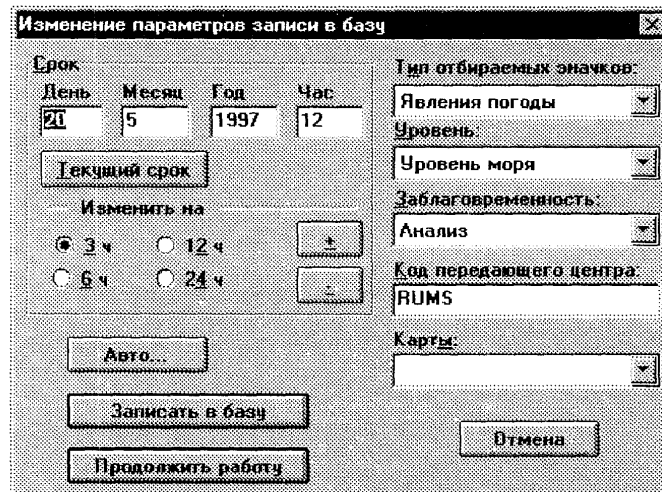 Изменение параметров записи в базу
Срок
День Месяц Год Час
20 5 1997 12
Текущий срок
Изменить на
3 ч 12 ч +
6 ч 24 ч -
Авто...
Записать в базу
Продолжить работу
Тип отбираемых значков:
Явления погоды
Уровень:
Уровень моря
Заблаговременность:
Анализ
Код передающего центра:
RUMS
Карты:
Отмена